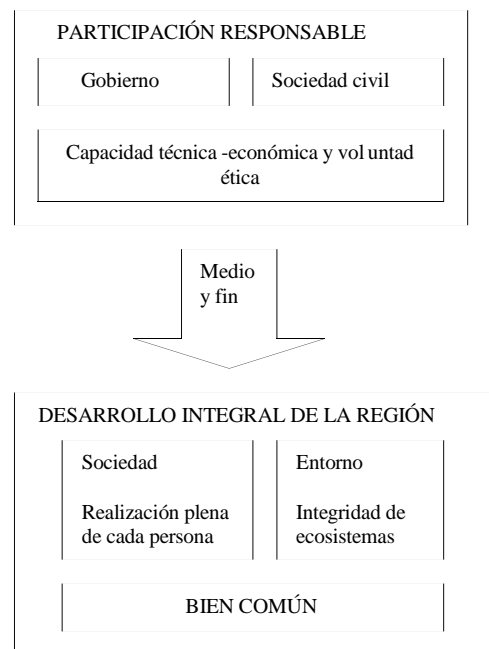 PARTICIPACIÓN RESPONSABLE
Gobierno
Sociedad civil
Capacidad técnica -económica y vol untad
ética
Medio
y fin
DESARROLLO INTEGRAL DE LA REGIÓN
Sociedad
Realización plena
de cada persona
Entorno
Integridad de
ecosistemas
BIEN COMÚN